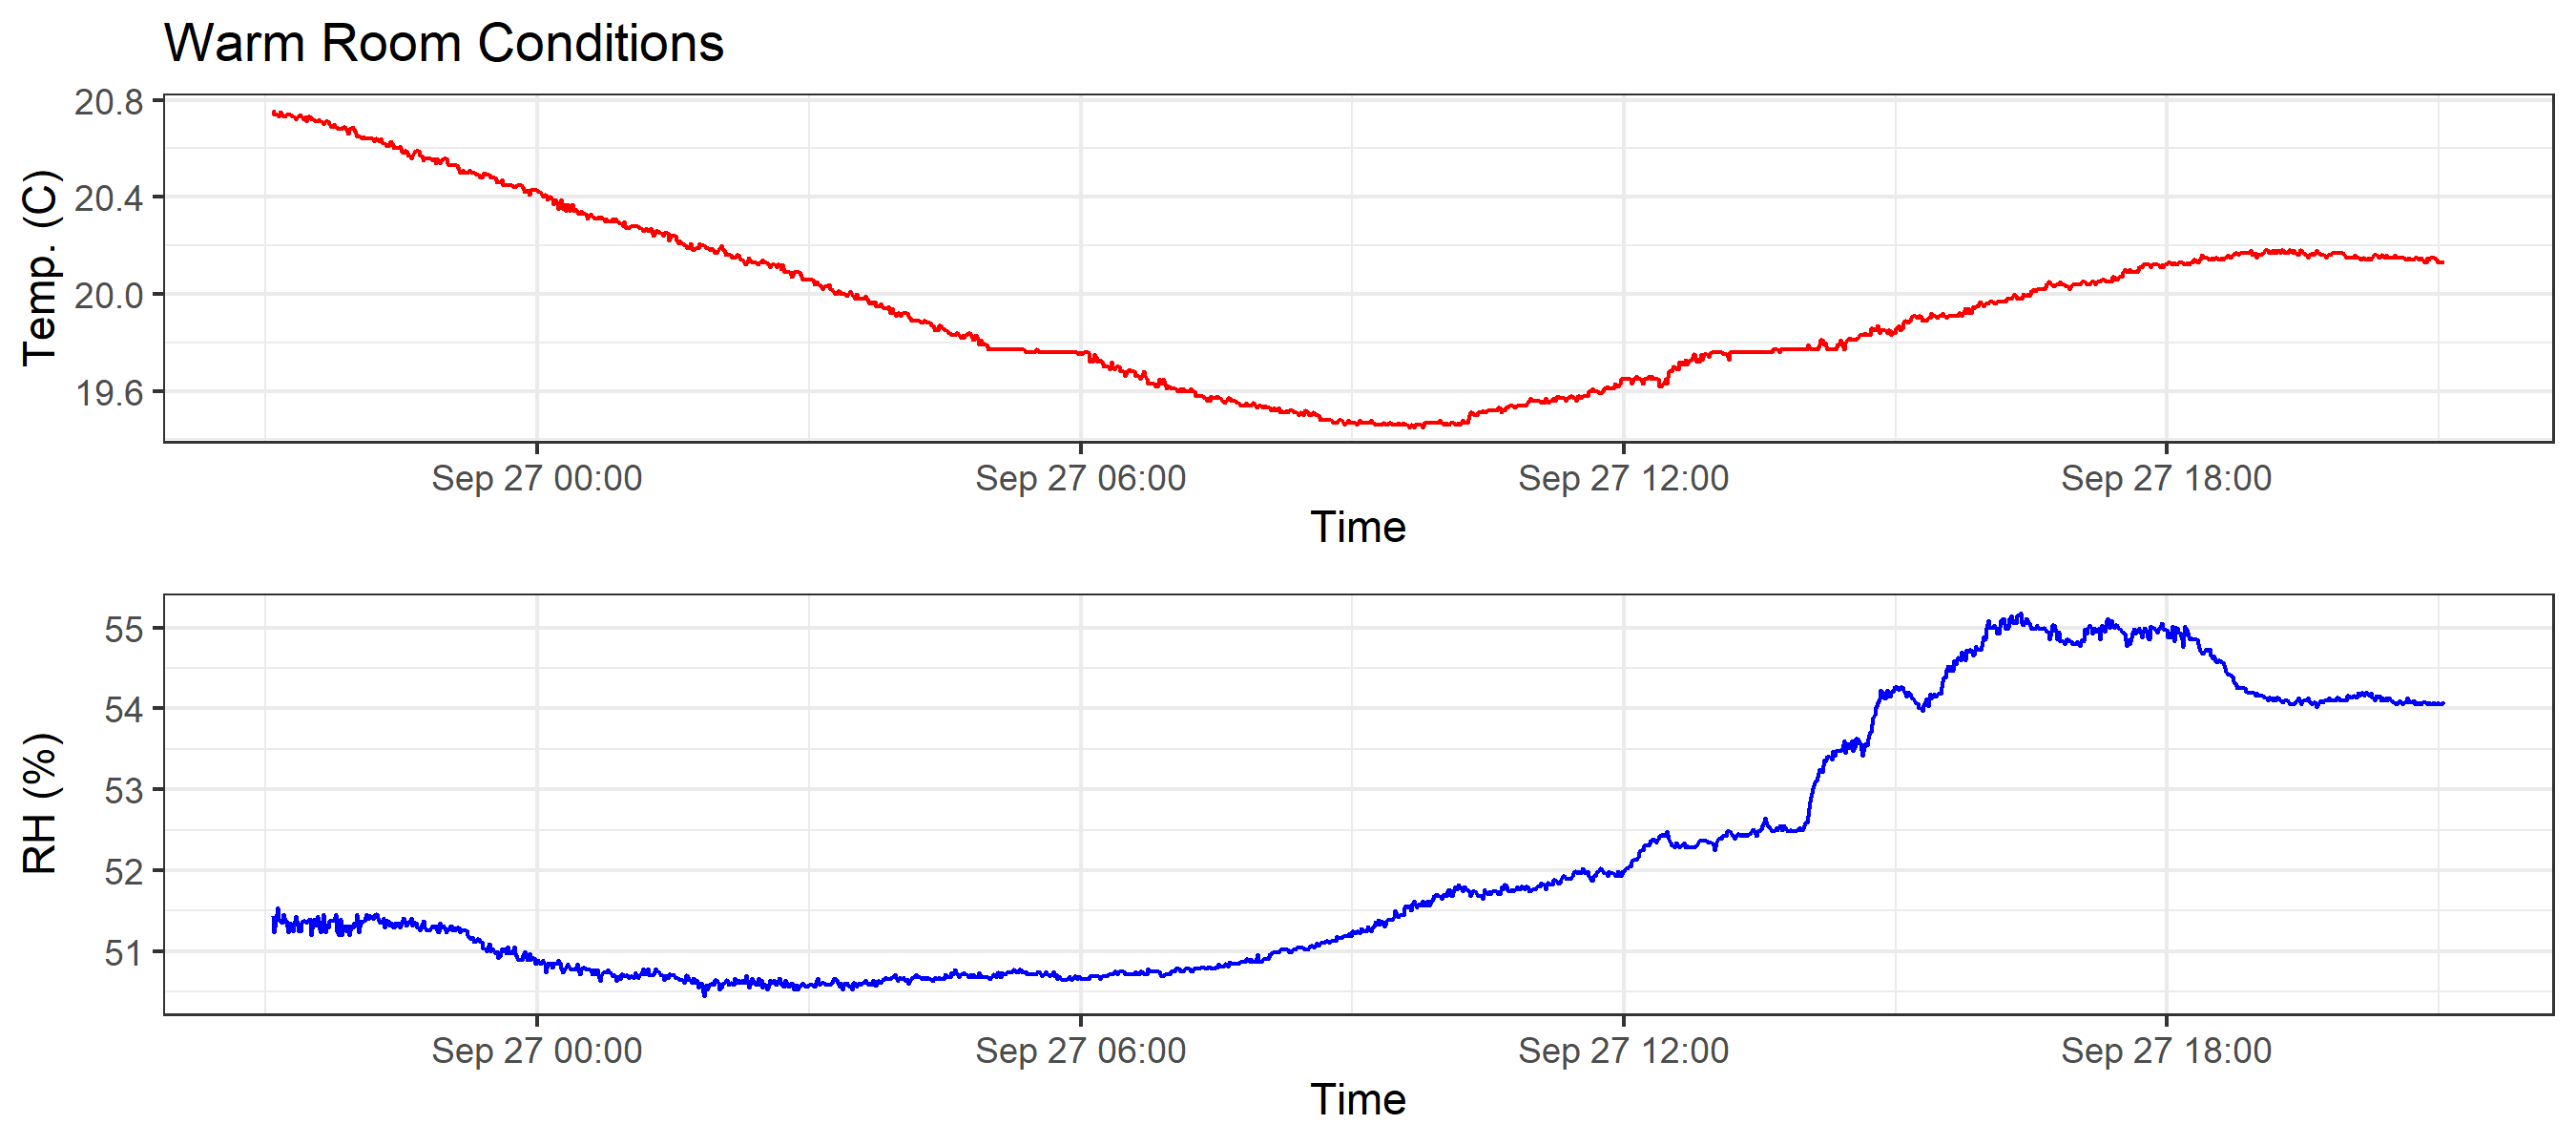 Warm Room Conditions
20.8
20.4
20.0
19.6
Temp. (C)
Sep 27 00:00 Sep 27 06:00 Sep 27 12:00 Sep 27 18:00
Time
55
54
53
52
51
RH (%)
Sep 27 00:00 Sep 27 06:00 Sep 27 12:00 Sep 27 18:00
Time